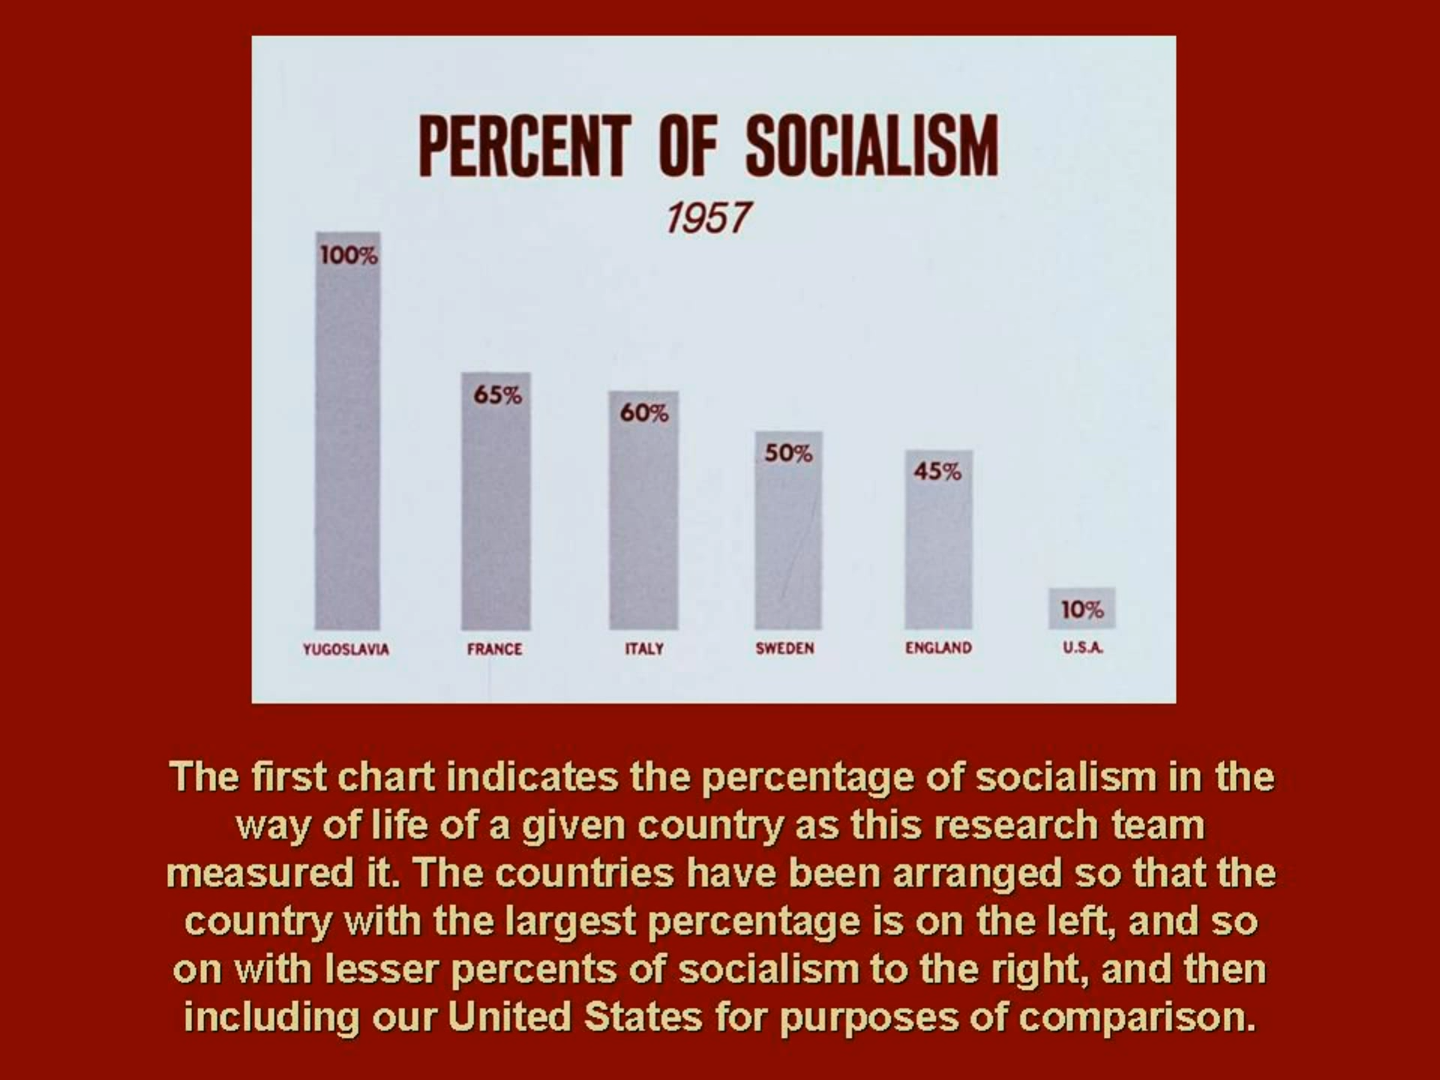 PERCENT OF SOCIALISM
1957
100%
65%
60%
50%
45%
10%
YUGOSLAVIA
FRANCE
ITALY
SWEDEN
ENGLAND
U.S.A.
The first chart indicates the percentage of socialism in the
way of life of a given country as this research team
measured it. The countries have been arranged so that the
country with the largest percentage is on the left, and so
on with lesser percents of socialism to the right, and then
including our United States for purposes of comparison.